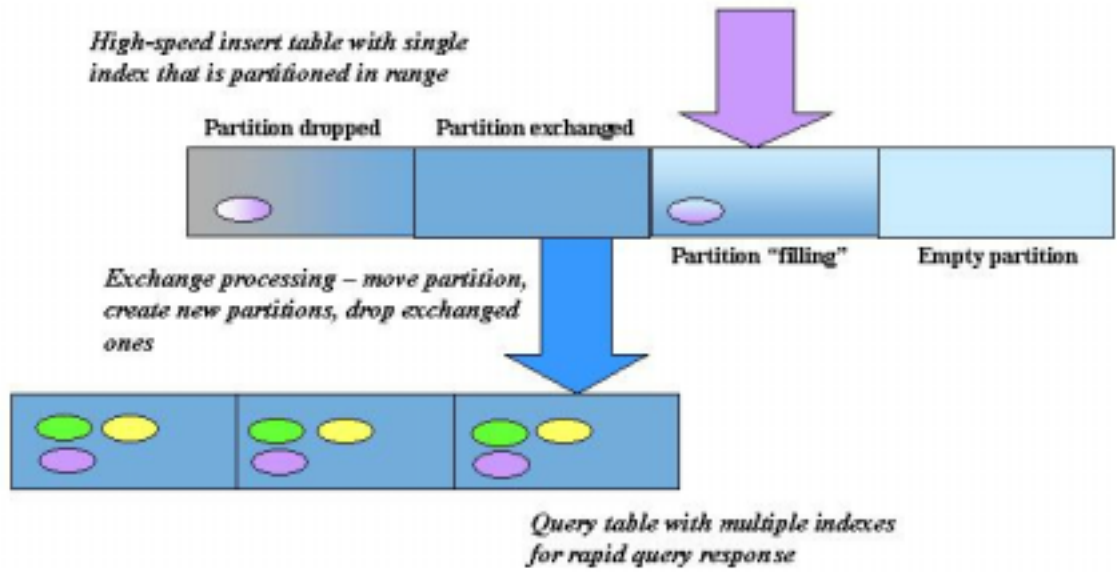 High-speed insert table with single
index that is partitioned in range
Partition dropped
Partition exchanged
Partition “filling”
Empty partition
Exchange processing – move partition,
create new partitions, drop exchanged
ones
Query table with multiple indexes
for rapid query response